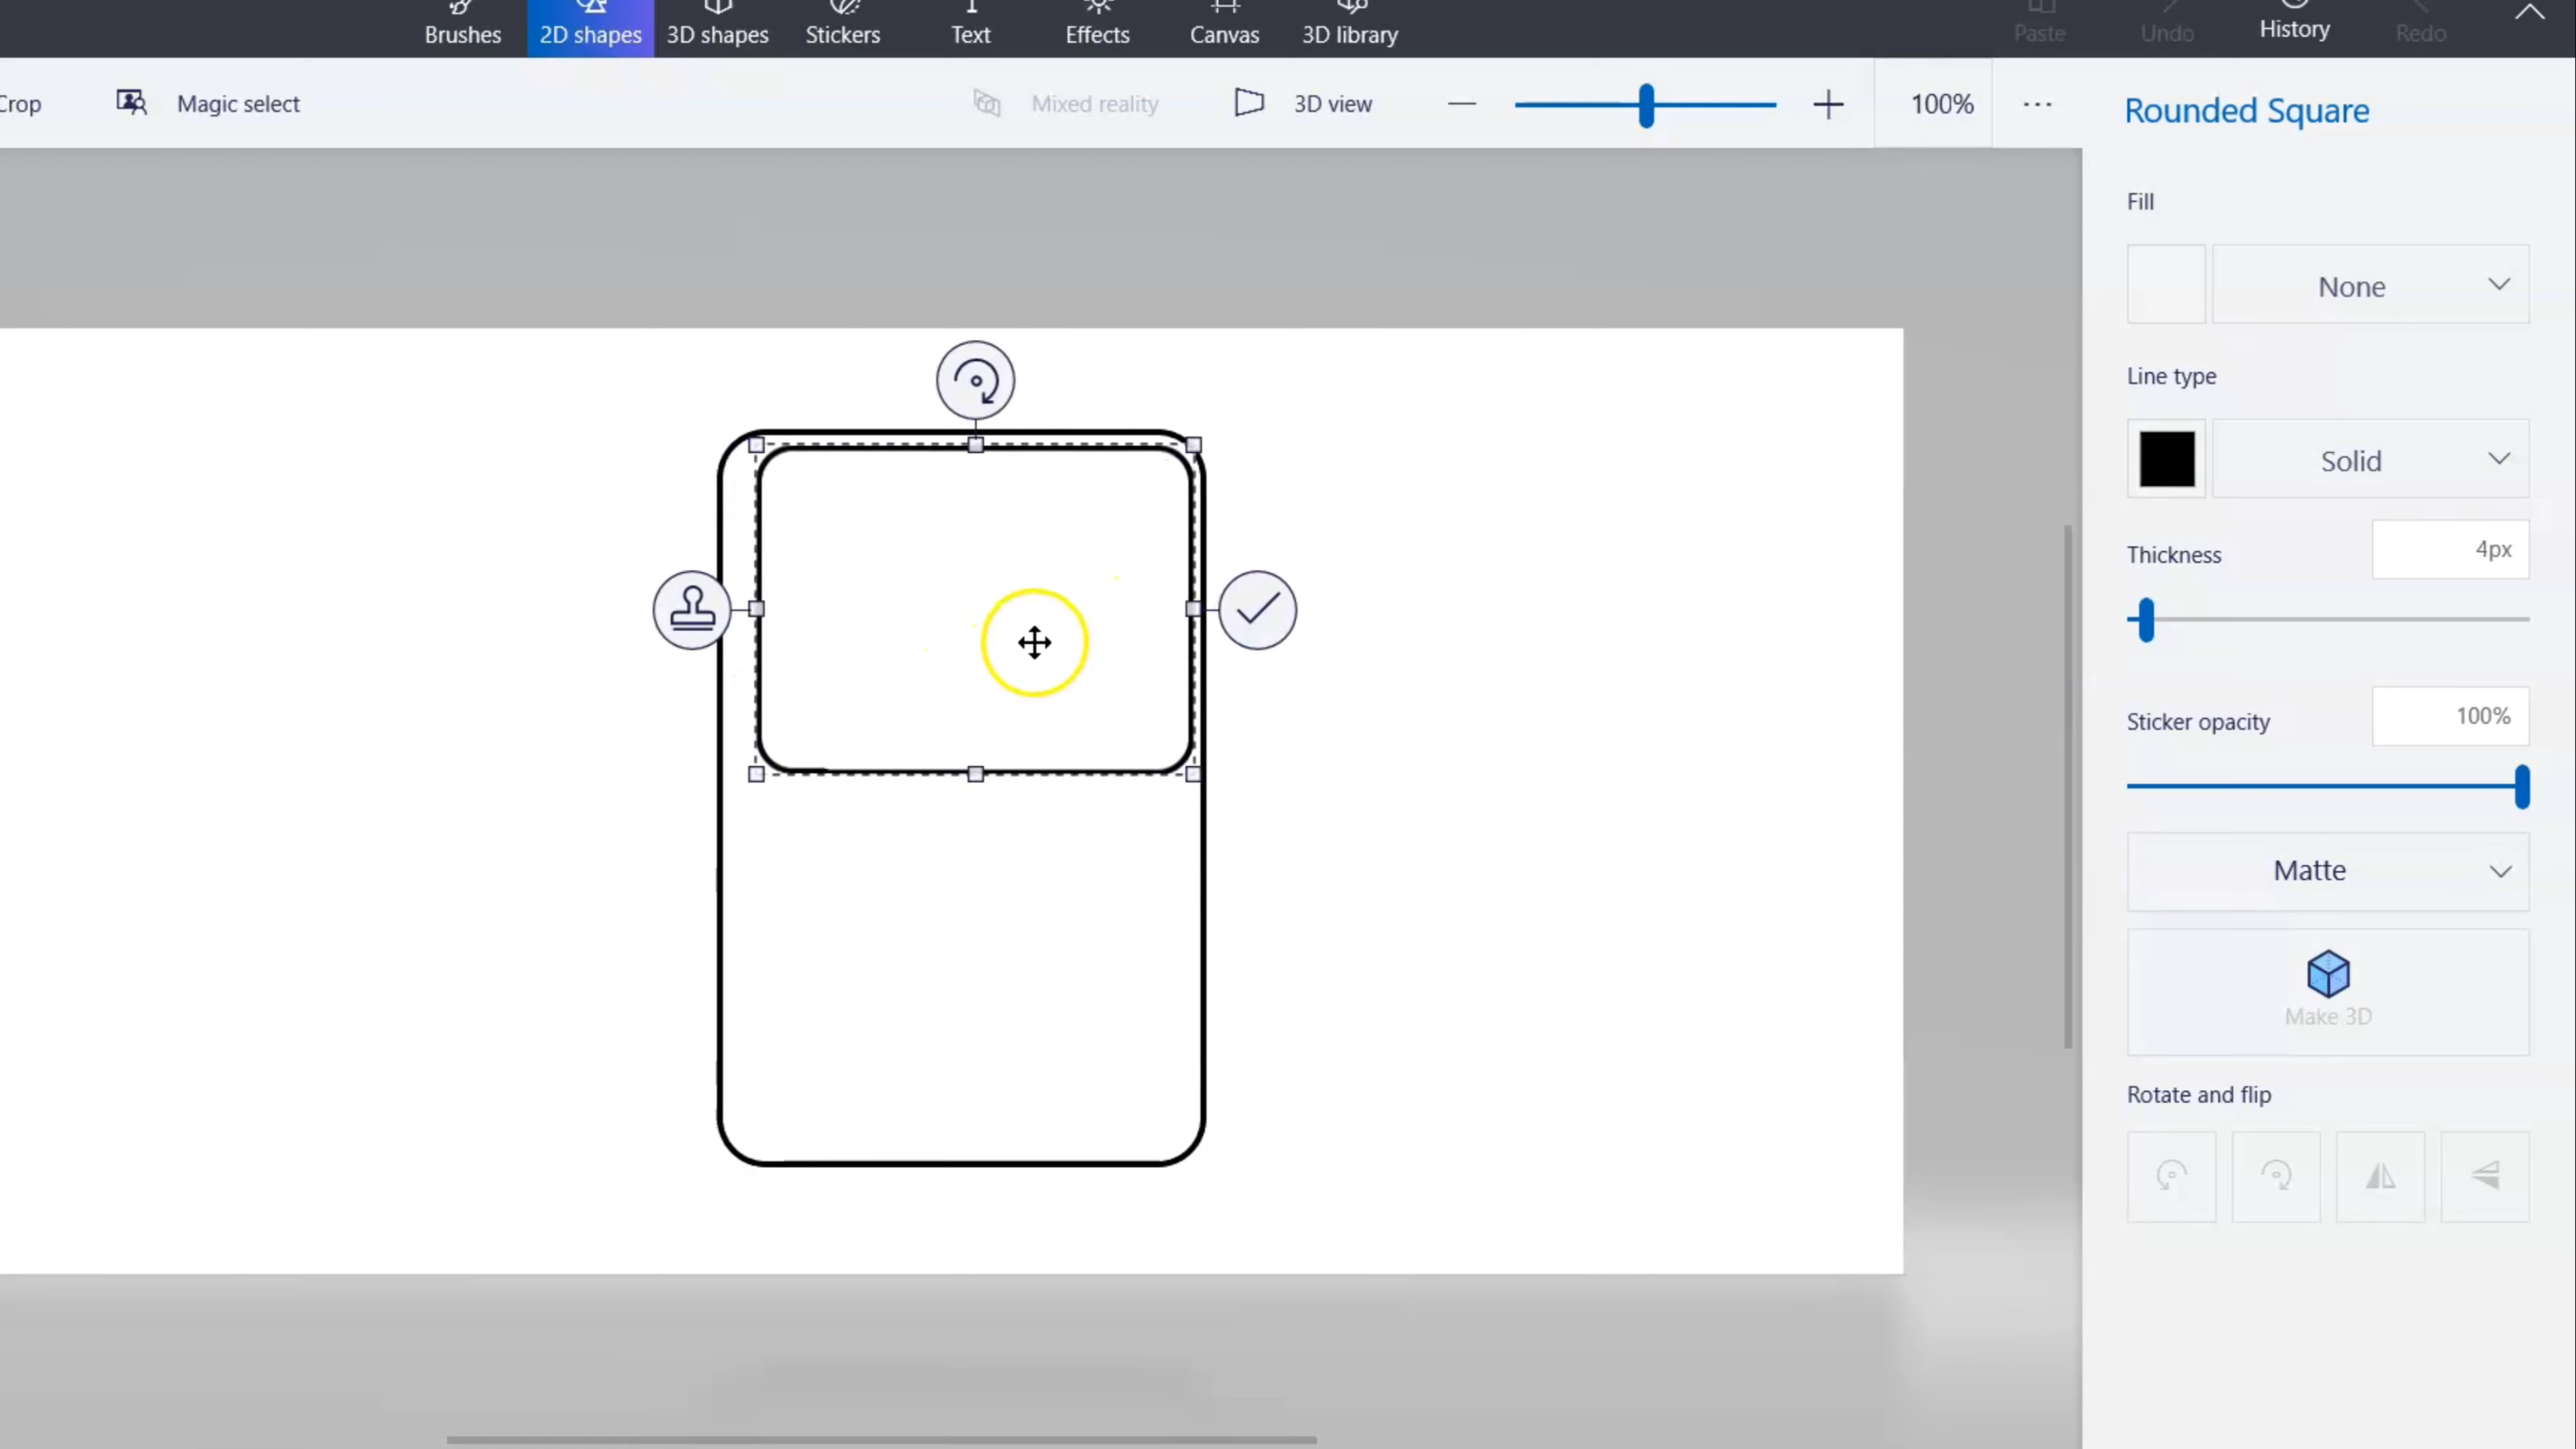 Brushes 2D shapes 3D shapes Stickers Text Effects Canvas 3D library Paste Undo History Redo
Crop Magic select Mixed reality 3D view 100% ...
Rounded Square
Fill
None
Line type
Solid
Thickness 4px
Sticker opacity 100%
Matte
Make 3D
Rotate and flip